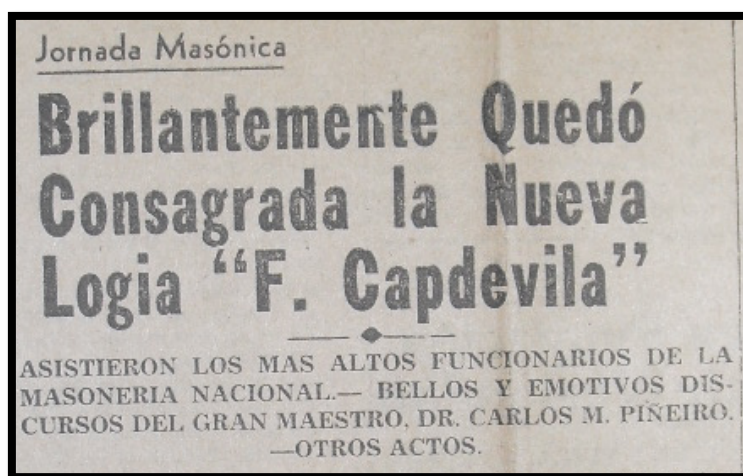 Jornada Masónica
Brillantemente Quedó
Consagrada la Nueva
Logia “F. Capdevila”
ASISTIERON LOS MAS ALTOS FUNCIONARIOS DE LA
MASONERIA NACIONAL.— BELLOS Y EMOTIVOS DIS-
CURSOS DEL GRAN MAESTRO, DR. CARLOS M. PIÑEIRO.
—OTROS ACTOS.